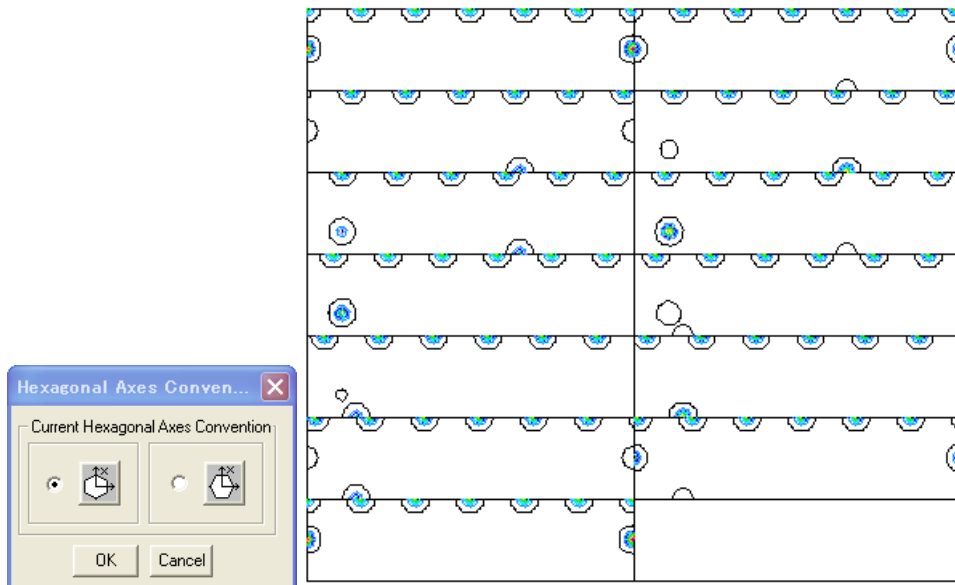 Hexagonal Axes Conven...
Current Hexagonal Axes Convention
X
X
OK
Cancel